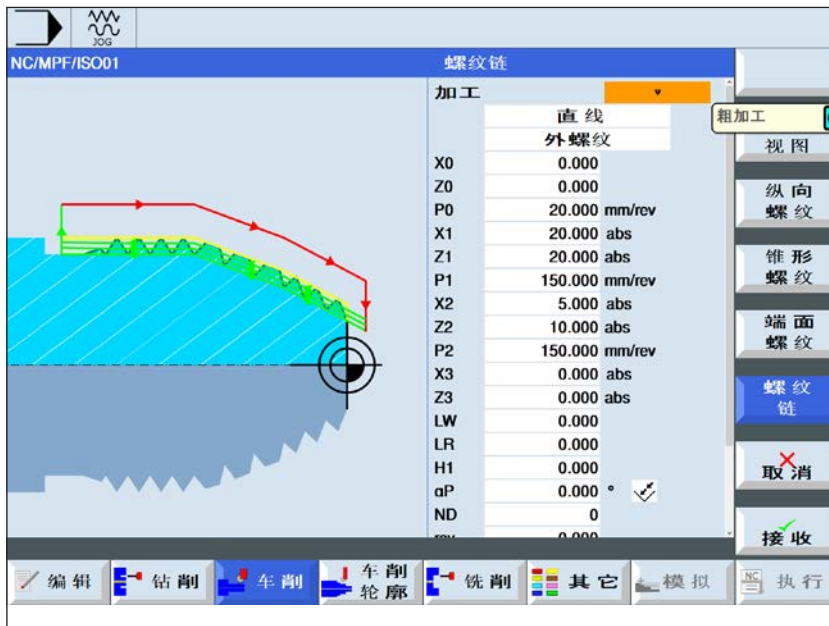 JOG
NC/MPF/ISO01
螺纹链
加工
粗加工
直线
外螺纹
X0 0.000
Z0 0.000
P0 20.000 mm/rev
X1 20.000 abs
Z1 20.000 abs
P1 150.000 mm/rev
X2 5.000 abs
Z2 10.000 abs
P2 150.000 mm/rev
X3 0.000 abs
Z3 0.000 abs
LW 0.000
LR 0.000
H1 0.000
αP 0.000 °
ND 0
视图
纵向
螺纹
锥形
螺纹
端面
螺纹
螺纹
链
取消
接收
编辑
钻削
车削
车削
轮廓
铣削
其它
模拟
NC
执行